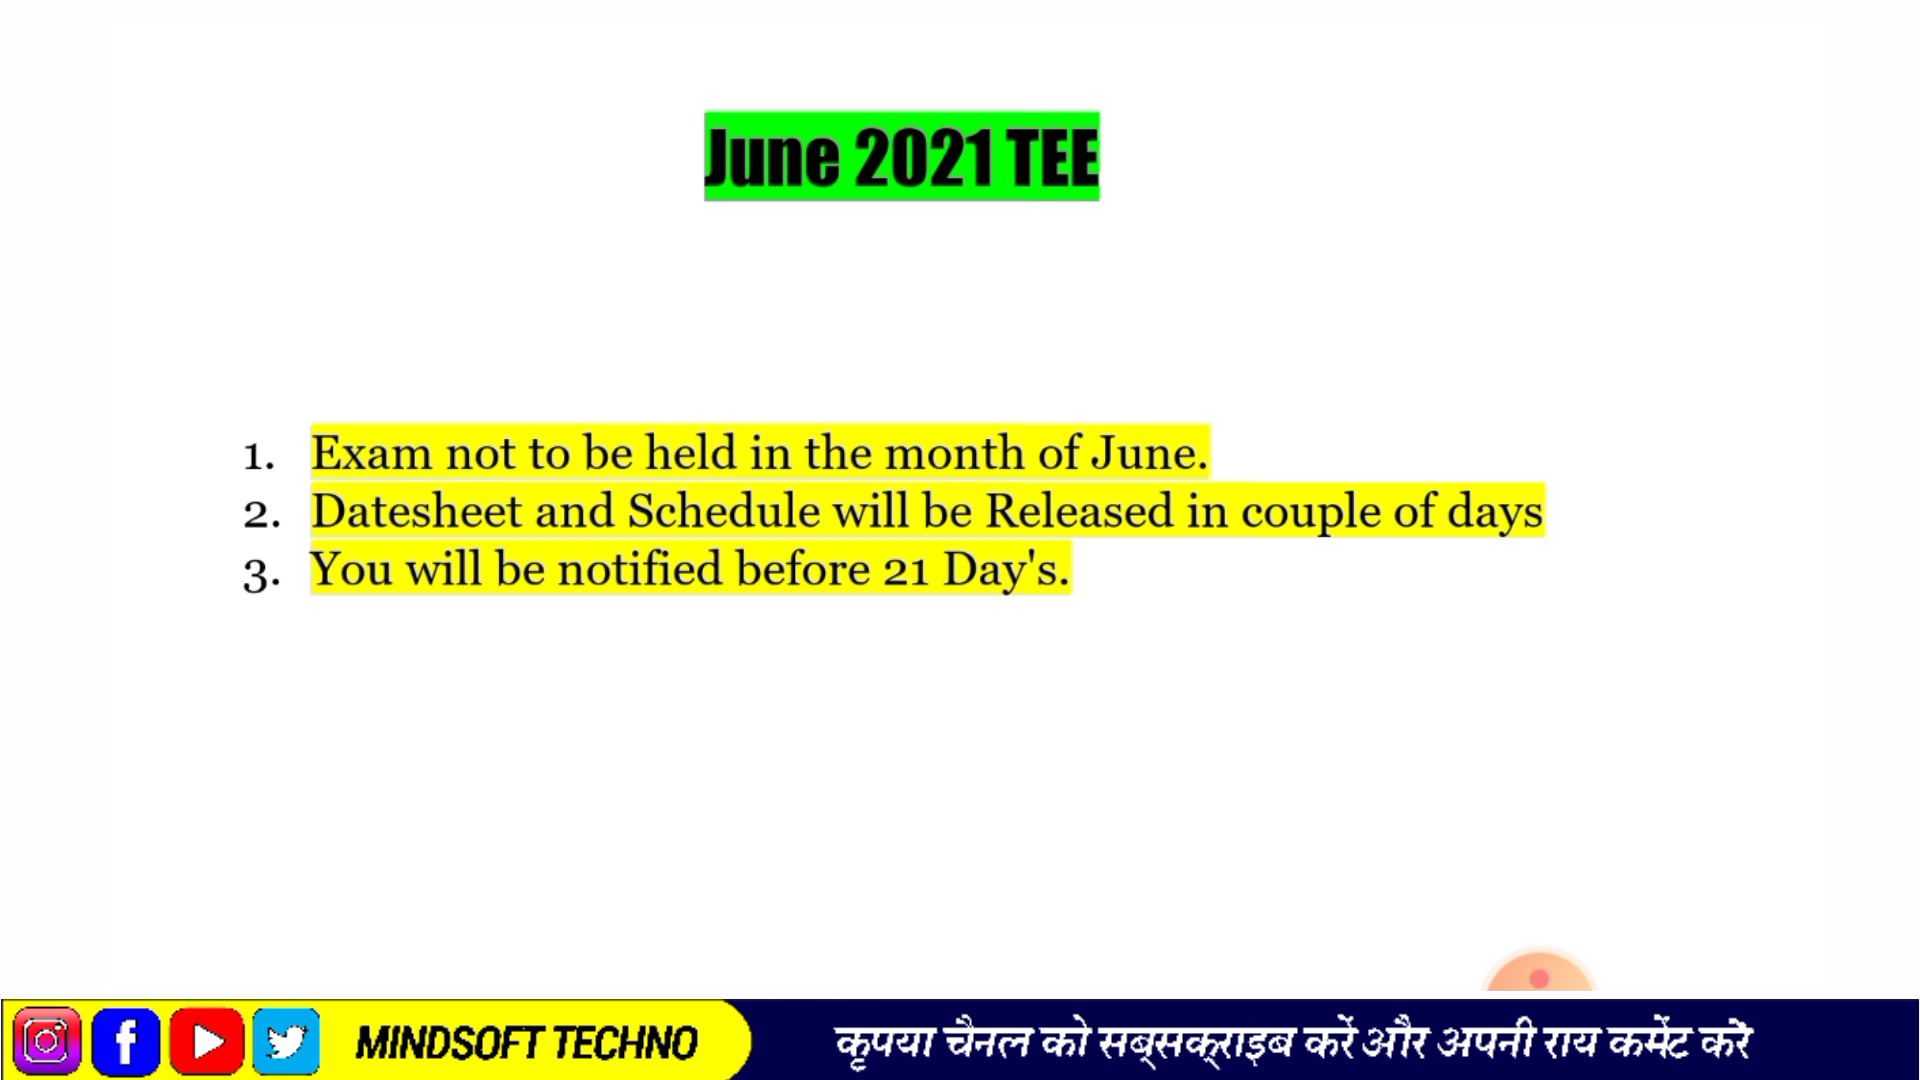 June 2021 TEE
1. Exam not to be held in the month of June.
2. Datesheet and Schedule will be Released in couple of days
3. You will be notified before 21 Day's.
MINDSOFT TECHNO
कृपया चैनल को सब्सक्राइब करें और अपनी राय कमेंट करें